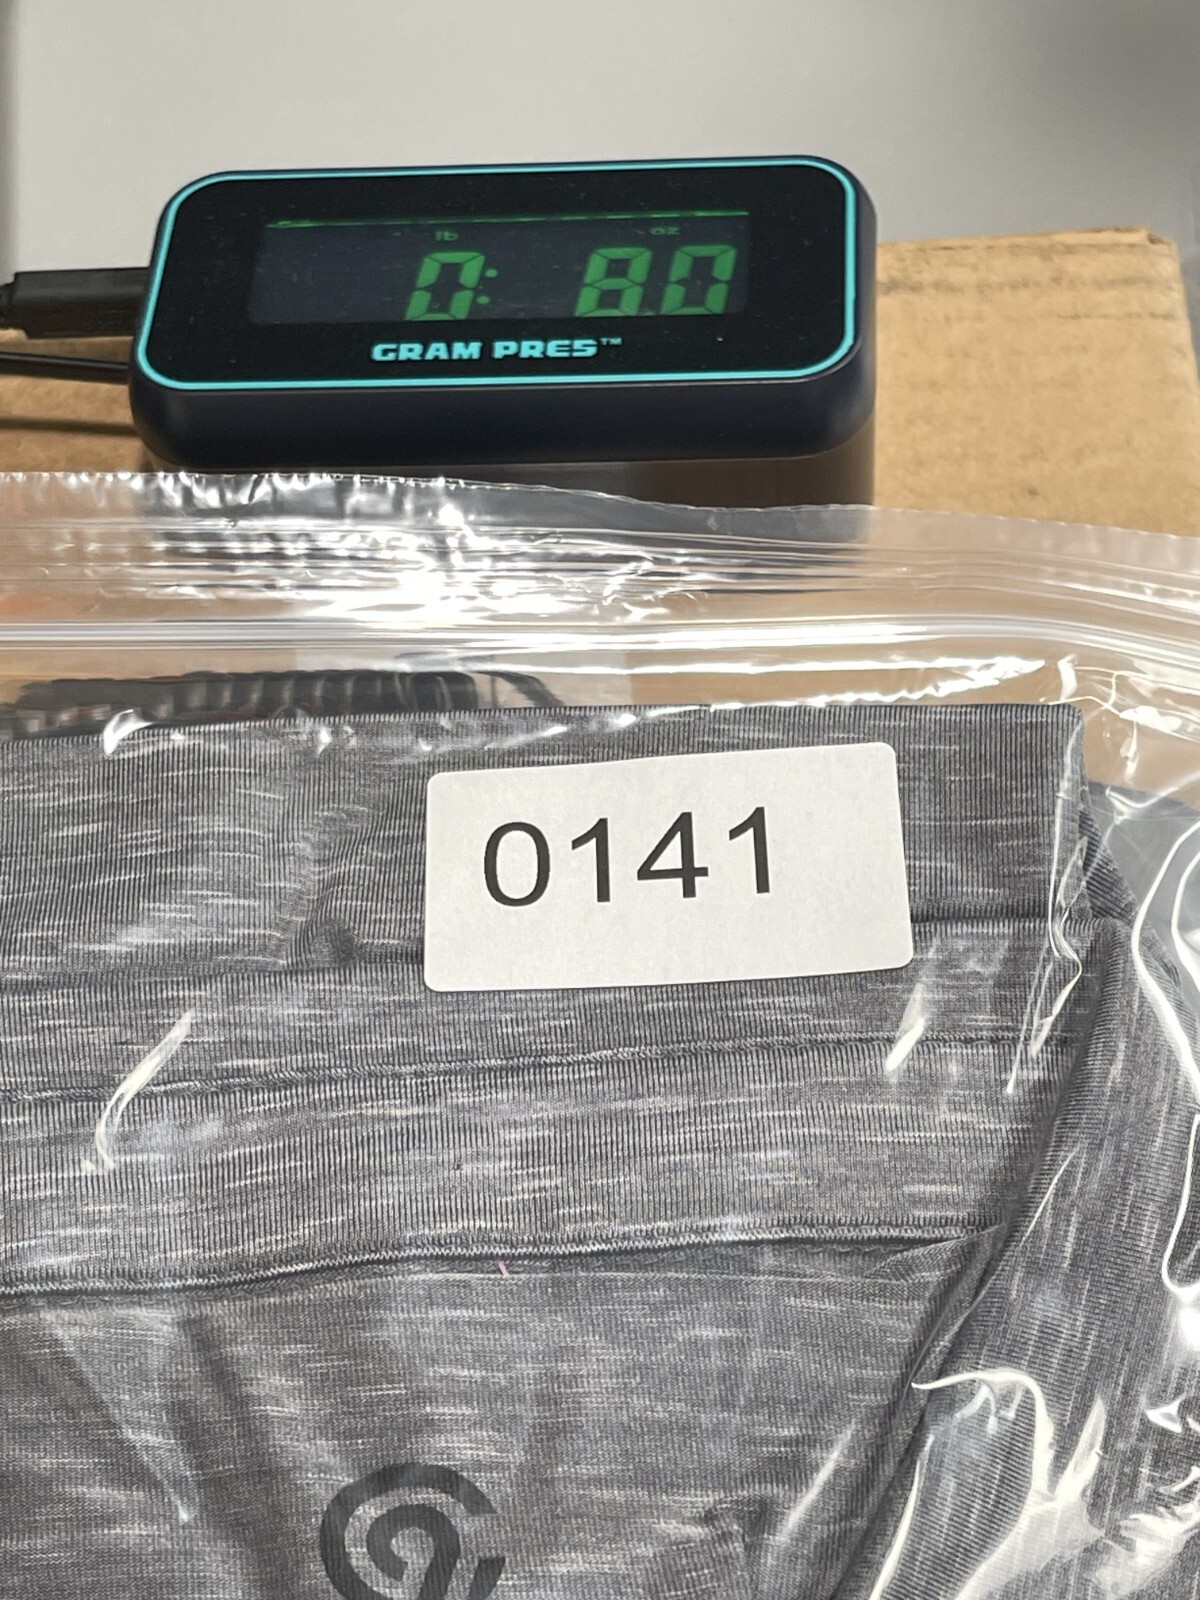 lb oz
0: 8.0
GRAM PRES™
0141